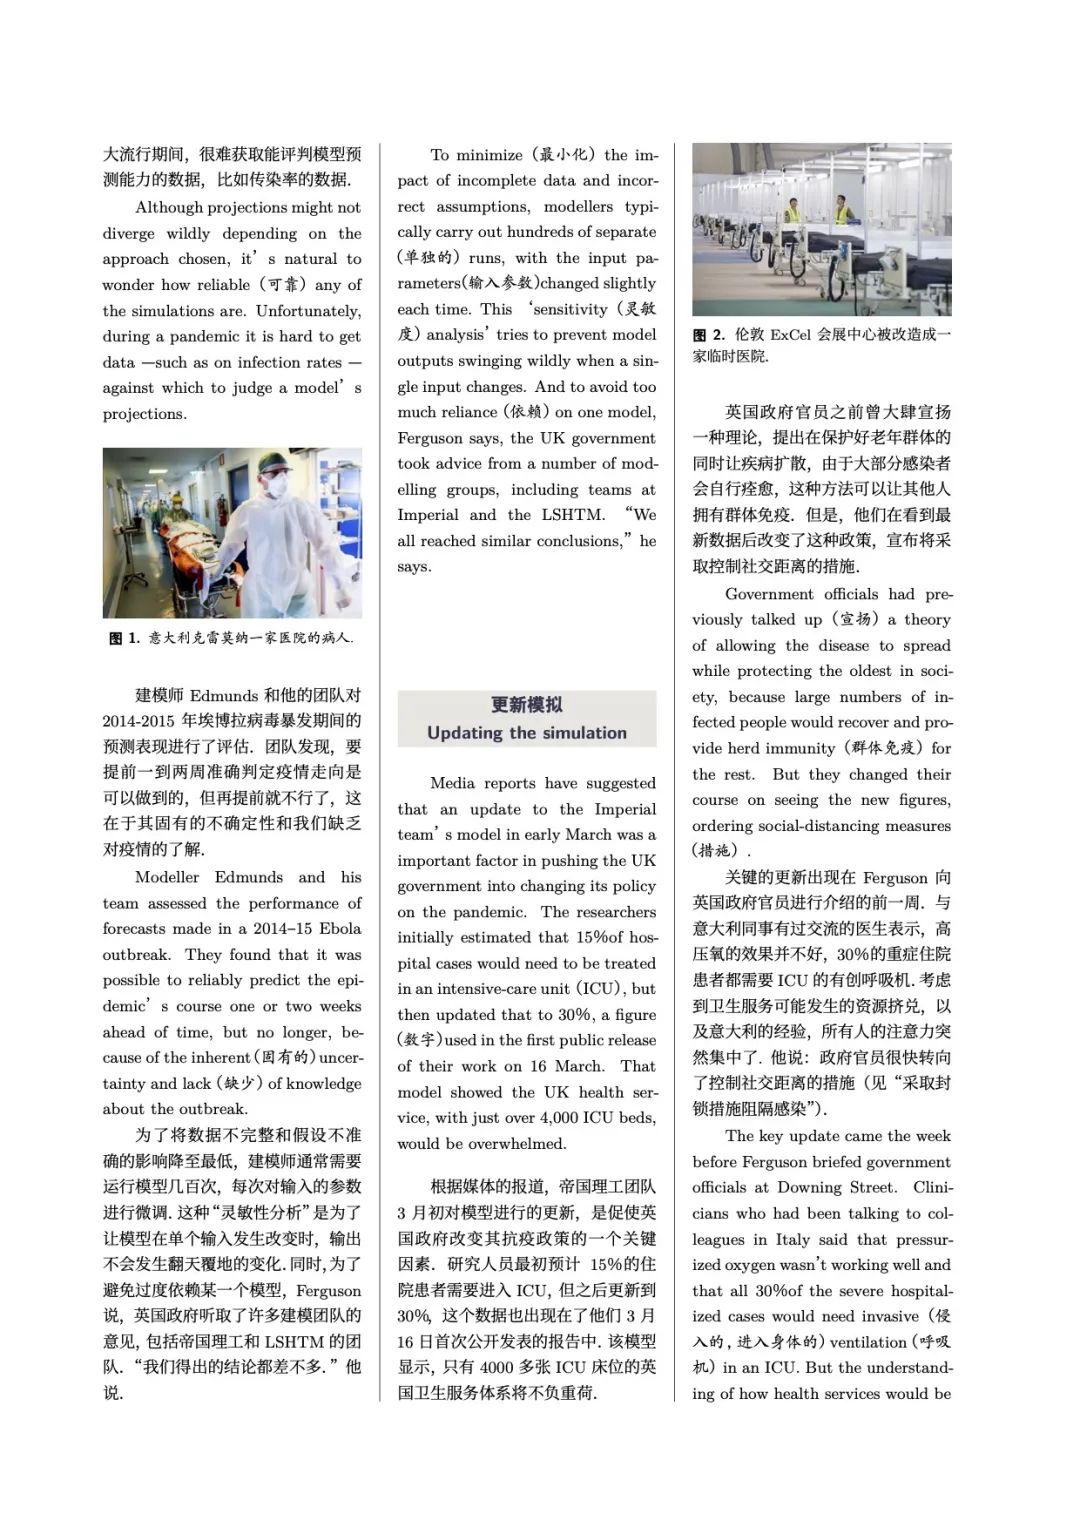 大流行期间，很难获取能评判模型预
测能力的数据，比如传染率的数据.
Although projections might not
diverge wildly depending on the
approach chosen, it’s natural to
wonder how reliable（可靠）any of
the simulations are. Unfortunately,
during a pandemic it is hard to get
data —such as on infection rates —
against which to judge a model’s
projections.
图 1. 意大利克雷莫纳一家医院的病人.
建模师 Edmunds 和他的团队对
2014-2015 年埃博拉病毒暴发期间的
预测表现进行了评估. 团队发现，要
提前一到两周准确判定疫情走向是
可以做到的，但再提前就不行了，这
在于其固有的不确定性和我们缺乏
对疫情的了解.
Modeller Edmunds and his
team assessed the performance of
forecasts made in a 2014–15 Ebola
outbreak. They found that it was
possible to reliably predict the epi-
demic’s course one or two weeks
ahead of time, but no longer, be-
cause of the inherent(固有的)uncer-
tainty and lack（缺少）of knowledge
about the outbreak.
为了将数据不完整和假设不准
确的影响降至最低，建模师通常需要
运行模型几百次，每次对输入的参数
进行微调. 这种“灵敏性分析”是为了
让模型在单个输入发生改变时，输出
不会发生翻天覆地的变化. 同时, 为了
避免过度依赖某一个模型，Ferguson
说，英国政府听取了许多建模团队的
意见, 包括帝国理工和 LSHTM 的团
队. “我们得出的结论都差不多. ” 他
说.
To minimize（最小化）the im-
pact of incomplete data and incor-
rect assumptions, modellers typi-
cally carry out hundreds of separate
（单独的）runs, with the input pa-
rameters(输入参数)changed slightly
each time. This ‘sensitivity（灵敏
度）analysis’ tries to prevent model
outputs swinging wildly when a sin-
gle input changes. And to avoid too
much reliance（依赖）on one model,
Ferguson says, the UK government
took advice from a number of mod-
elling groups, including teams at
Imperial and the LSHTM. “We
all reached similar conclusions,” he
says.
更新模拟
Updating the simulation
Media reports have suggested
that an update to the Imperial
team’s model in early March was a
important factor in pushing the UK
government into changing its policy
on the pandemic. The researchers
initially estimated that 15%of hos-
pital cases would need to be treated
in an intensive-care unit (ICU), but
then updated that to 30%, a figure
(数字)used in the first public release
of their work on 16 March. That
model showed the UK health ser-
vice, with just over 4,000 ICU beds,
would be overwhelmed.
根据媒体的报道，帝国理工团队
3 月初对模型进行的更新，是促使英
国政府改变其抗疫政策的一个关键
因素. 研究人员最初预计 15%的住
院患者需要进入 ICU，但之后更新到
30%，这个数据也出现在了他们 3 月
16 日首次公开发表的报告中. 该模型
显示，只有 4000 多张 ICU 床位的英
国卫生服务体系将不负重荷.
图 2. 伦敦 ExCel 会展中心被改造成一
家临时医院.
英国政府官员之前曾大肆宣扬
一种理论，提出在保护好老年群体的
同时让疾病扩散，由于大部分感染者
会自行痊愈，这种方法可以让其他人
拥有群体免疫. 但是，他们在看到最
新数据后改变了这种政策，宣布将采
取控制社交距离的措施.
Government officials had pre-
viously talked up（宣扬）a theory
of allowing the disease to spread
while protecting the oldest in soci-
ety, because large numbers of in-
fected people would recover and pro-
vide herd immunity（群体免疫）for
the rest. But they changed their
course on seeing the new figures,
ordering social-distancing measures
（措施）.
关键的更新出现在 Ferguson 向
英国政府官员进行介绍的前一周. 与
意大利同事有过交流的医生表示，高
压氧的效果并不好，30%的重症住院
患者都需要 ICU 的有创呼吸机. 考虑
到卫生服务可能发生的资源挤兑，以
及意大利的经验，所有人的注意力突
然集中了. 他说：政府官员很快转向
了控制社交距离的措施（见“采取封
锁措施阻隔感染”）.
The key update came the week
before Ferguson briefed government
officials at Downing Street. Clini-
cians who had been talking to col-
leagues in Italy said that pressur-
ized oxygen wasn’t working well and
that all 30%of the severe hospital-
ized cases would need invasive（侵
入的, 进入身体的）ventilation（呼吸
机）in an ICU. But the understand-
ing of how health services would be